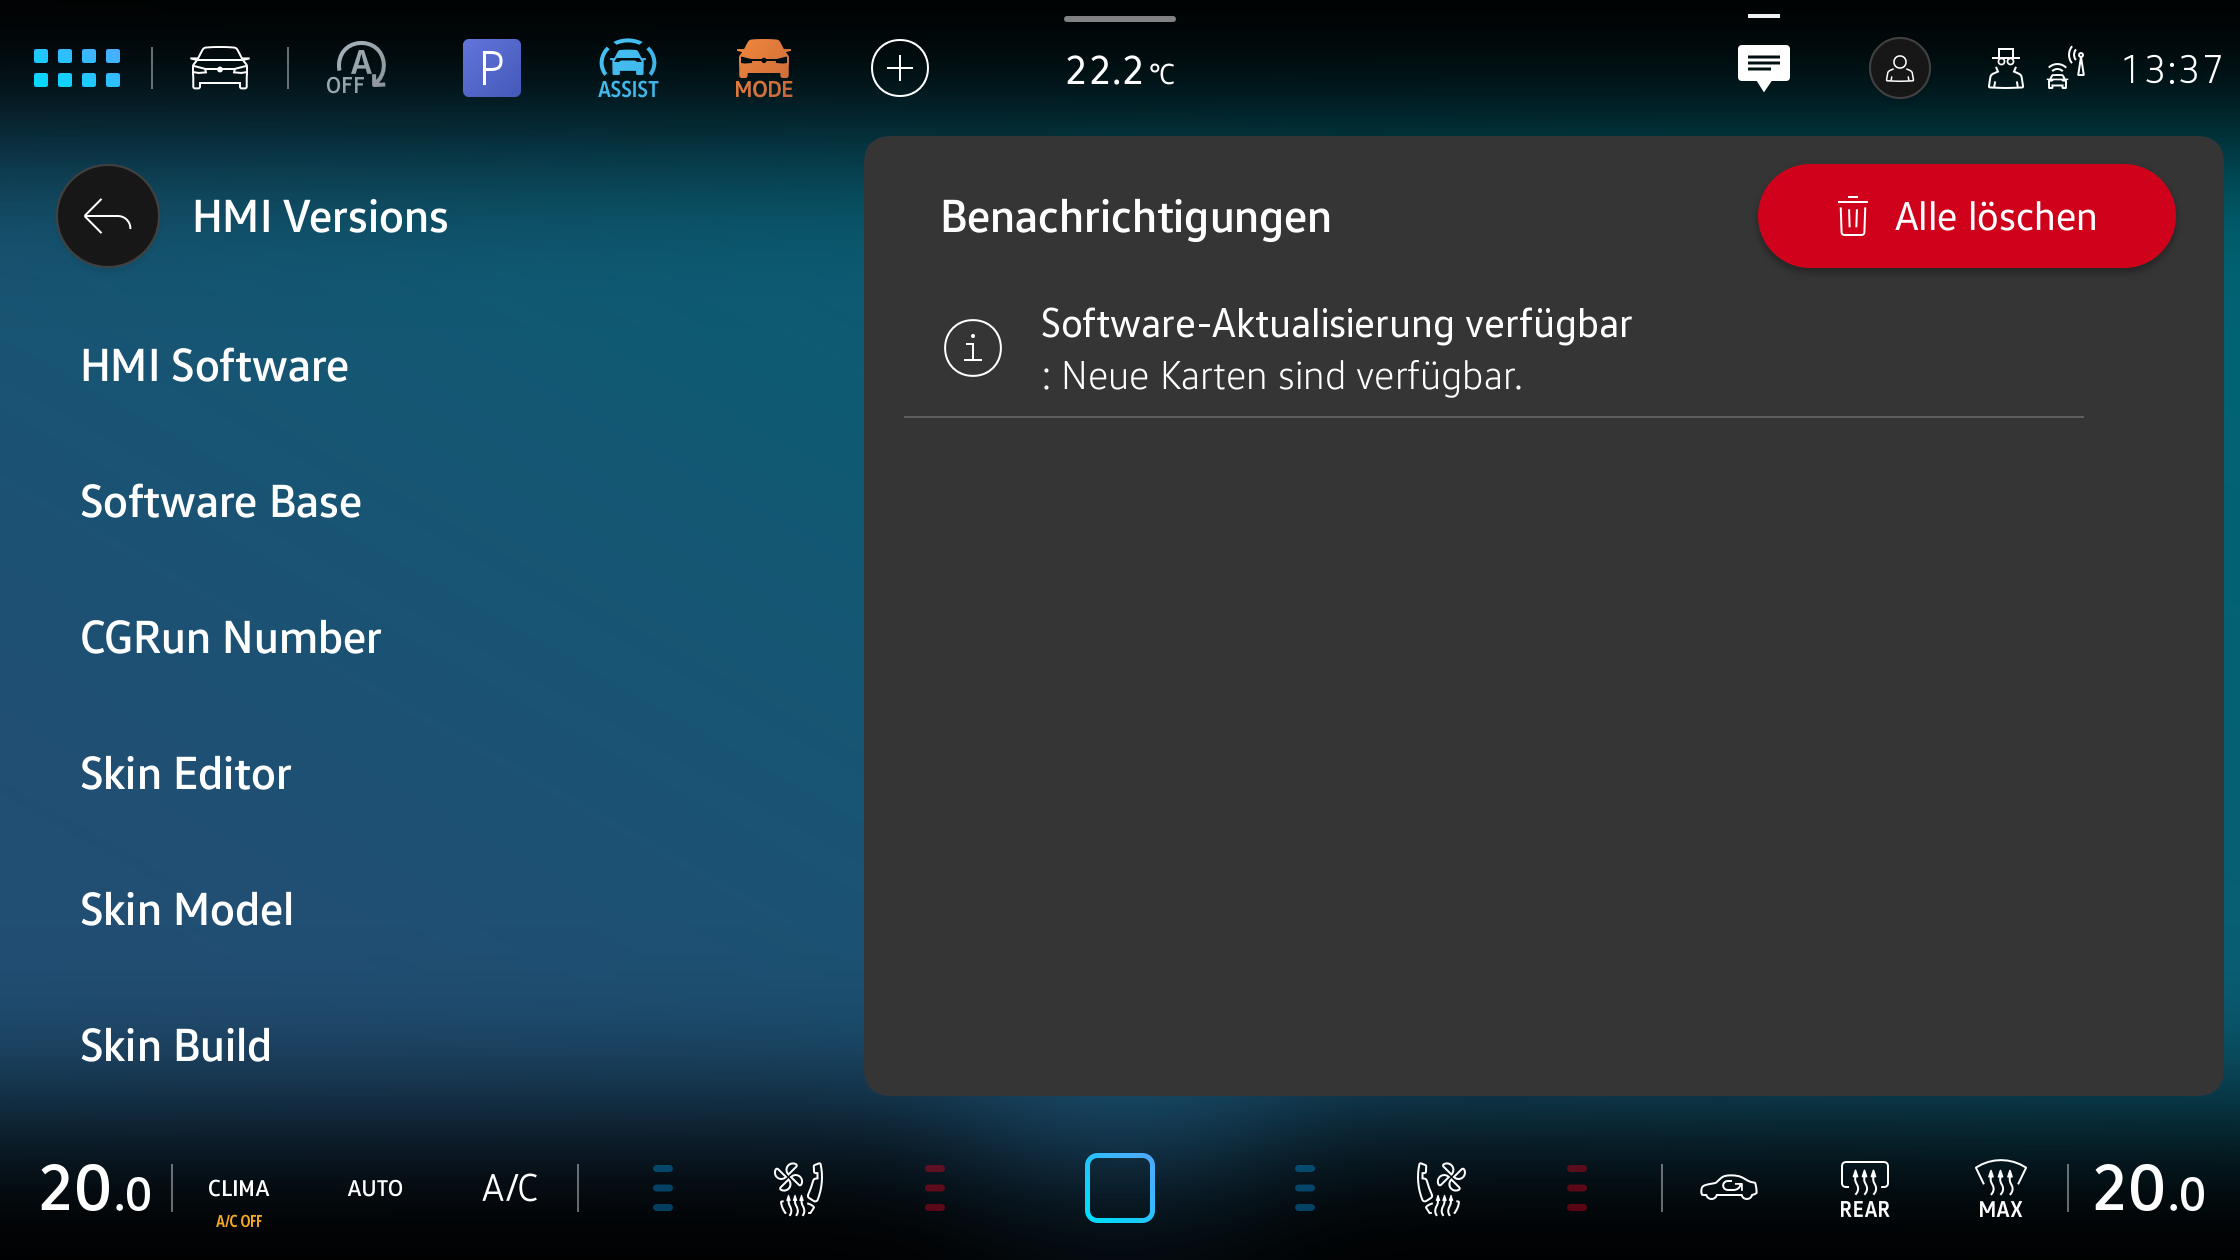 A
OFF
P
ASSIST
MODE
22.2 °C
13:37
HMI Versions
HMI Software
Software Base
CGRun Number
Skin Editor
Skin Model
Skin Build
Benachrichtigungen
Alle löschen
i
Software-Aktualisierung verfügbar
: Neue Karten sind verfügbar.
20.0
CLIMA
A/C OFF
AUTO
A/C
REAR
MAX
20.0